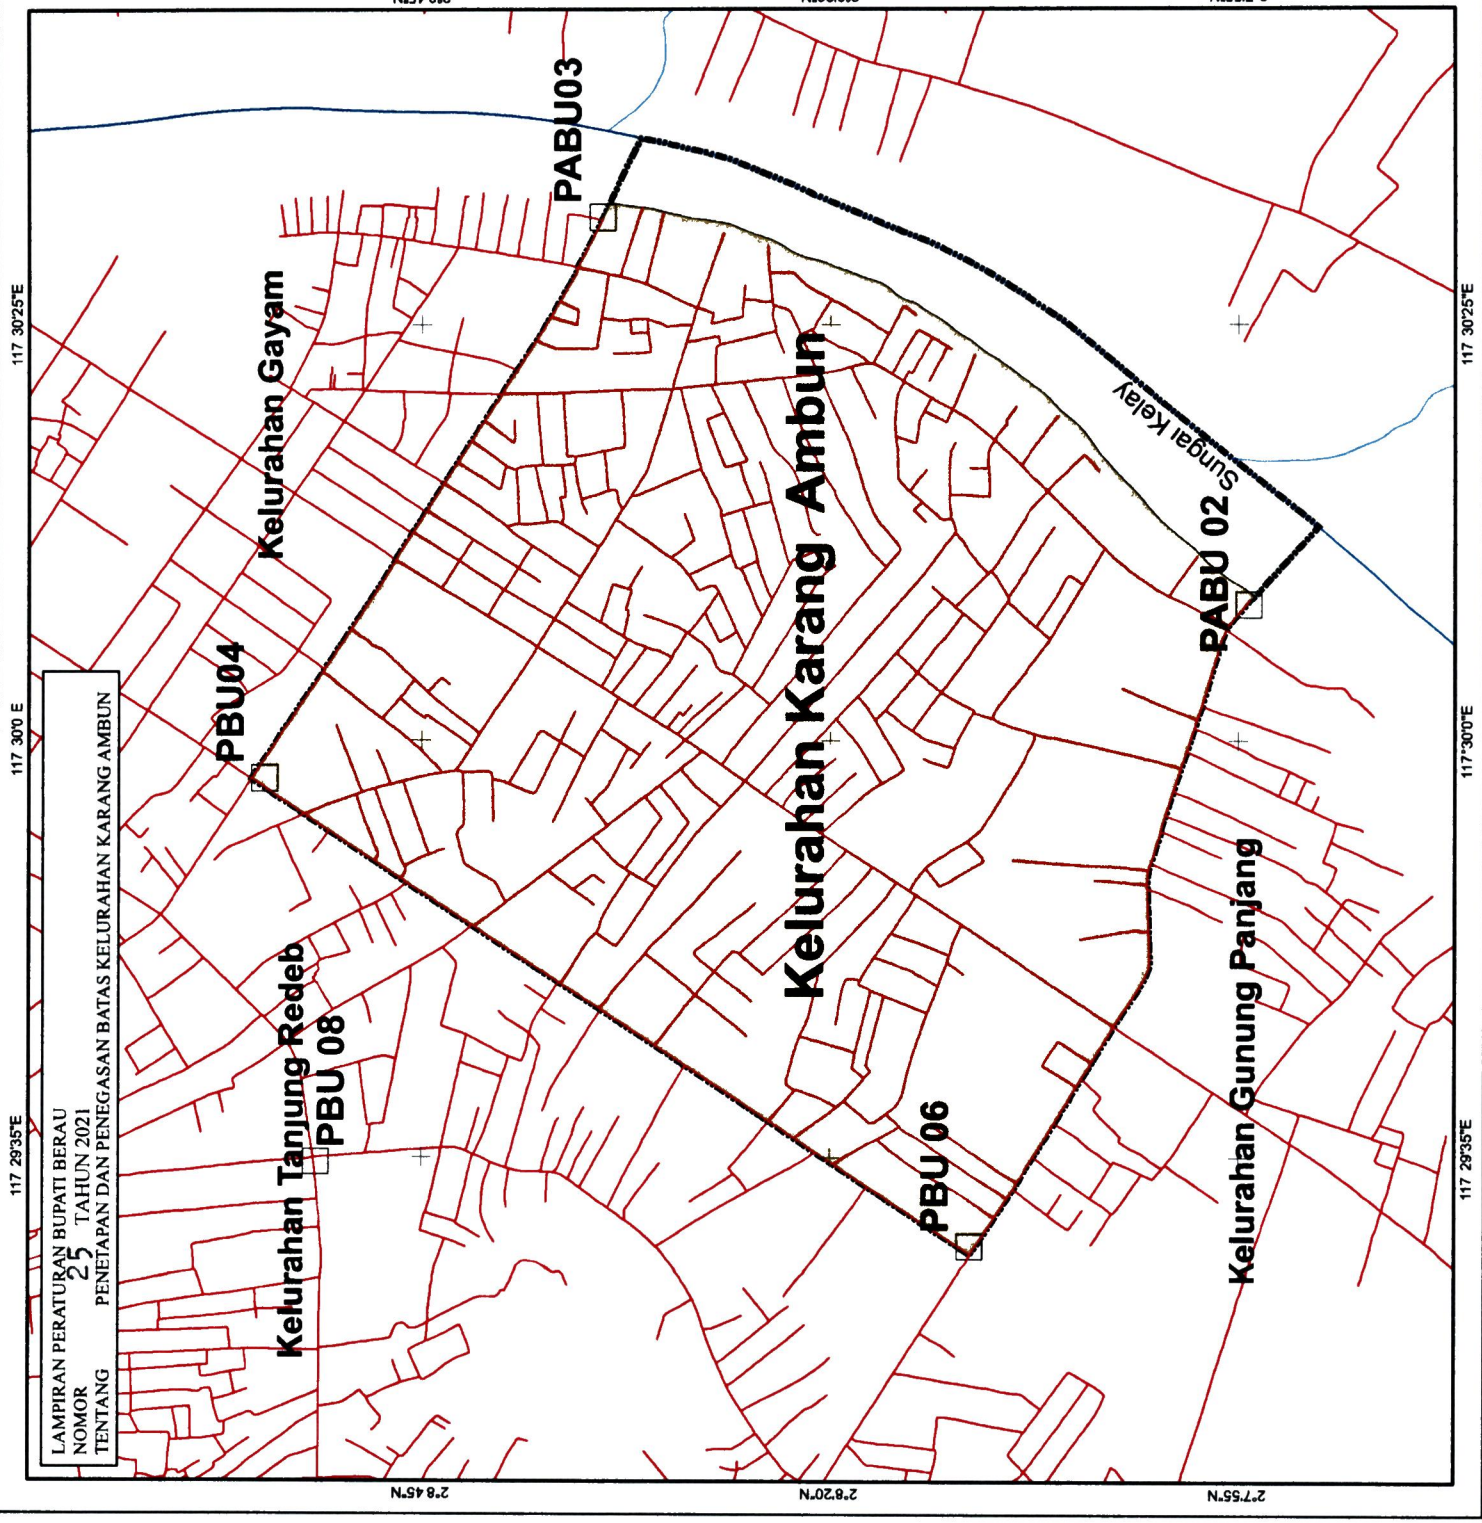 LAMPIRAN PERATURAN BUPATI BERAU
NOMOR 25 TAHUN 2021
TENTANG PENETAPAN DAN PENEGASAN BATAS KELURAHAN KARANG AMBUN
117 29'35"E
117 30'0 E
117 30'25"E
2°8'45"N
2°8'20"N
2°7'55"N
PBU04
PABU03
Kelurahan Gayam
Kelurahan Tanjung Redeb
PBU 08
Kelurahan Karang Ambun
PBU 06
PABU 02
Sungai Kelay
Kelurahan Gunung Panjang
117 29'35"E
117°30'0"E
117 30'25"E